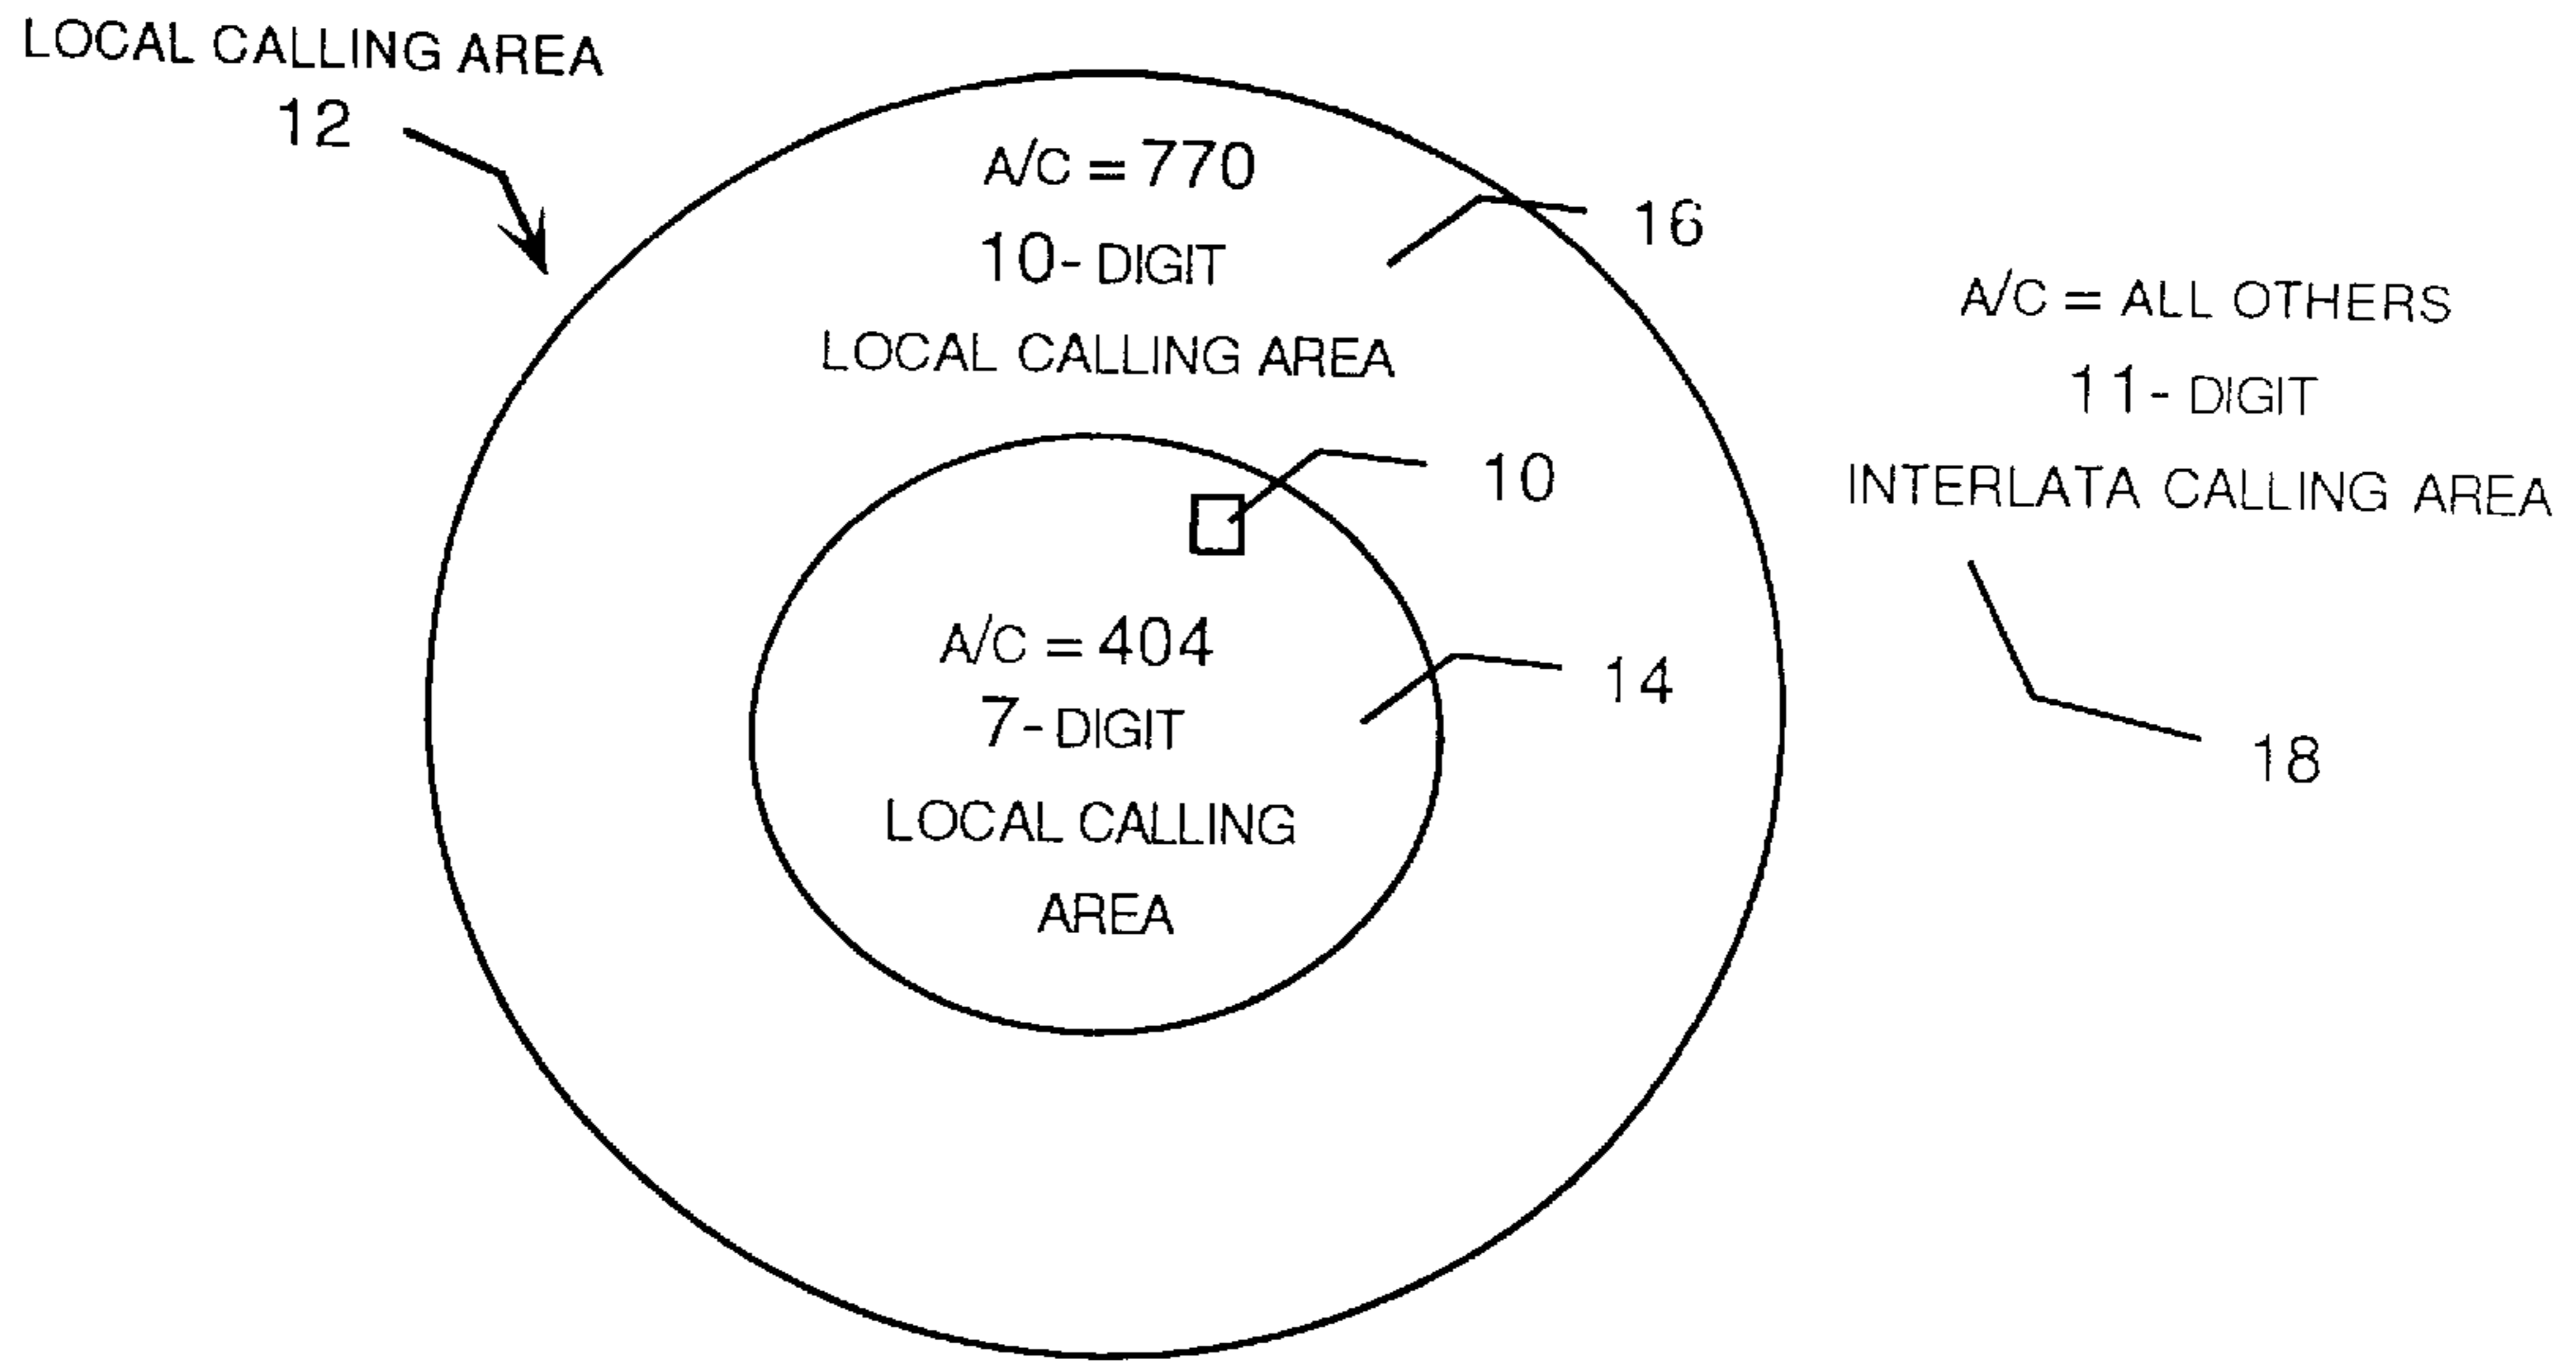 LOCAL CALLING AREA
12
A/C = 770
10- DIGIT
LOCAL CALLING AREA
16
A/C = ALL OTHERS
11- DIGIT
INTERLATA CALLING AREA
10
A/C = 404
7- DIGIT
LOCAL CALLING
AREA
14
18